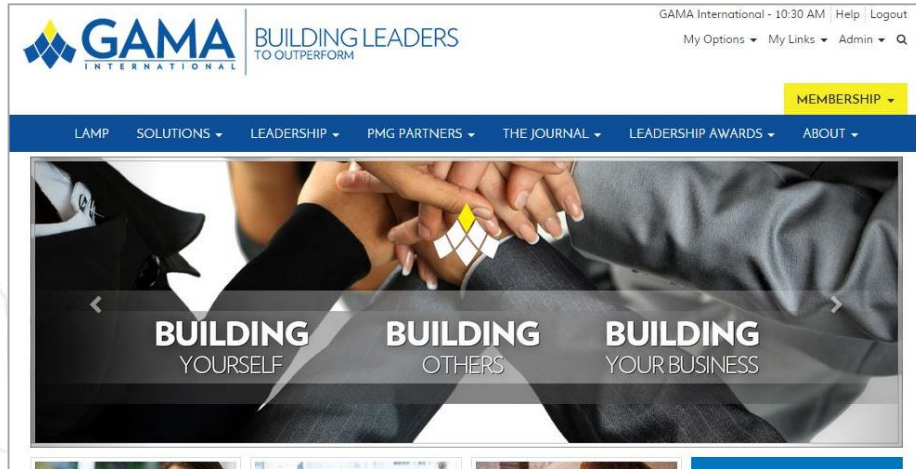 GAMA International - 10:30 AM Help Logout
GAMA
INTERNATIONAL
BUILDING LEADERS
TO OUTPERFORM
My Options My Links Admin
MEMBERSHIP
LAMP SOLUTIONS LEADERSHIP PMG PARTNERS THE JOURNAL LEADERSHIP AWARDS ABOUT
BUILDING BUILDING BUILDING
YOURSELF OTHERS YOUR BUSINESS